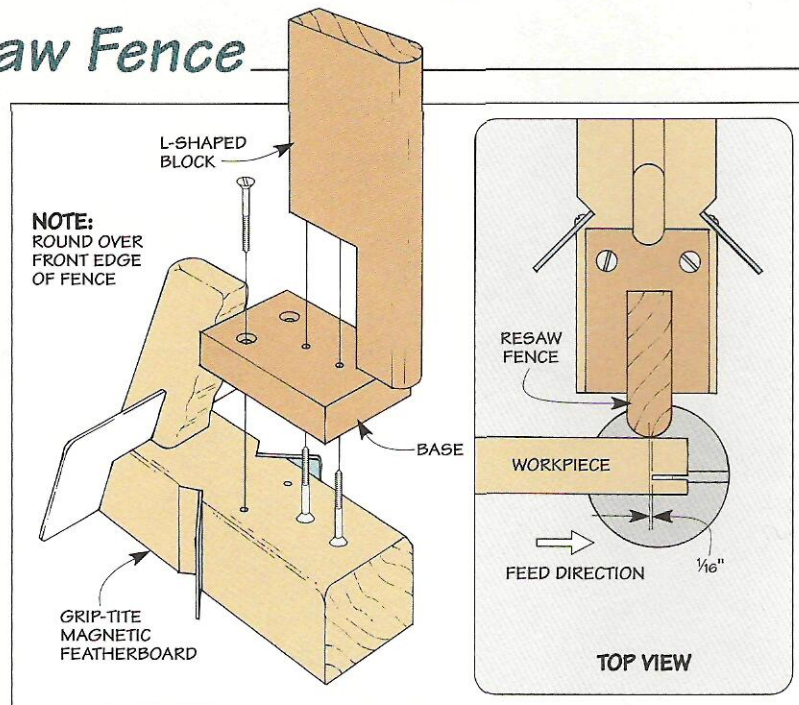 aw Fence
L-SHAPED
BLOCK
NOTE:
ROUND OVER
FRONT EDGE
OF FENCE
BASE
GRIP-TITE
MAGNETIC
FEATHERBOARD
RESAW
FENCE
WORKPIECE
FEED DIRECTION
1/16"
TOP VIEW